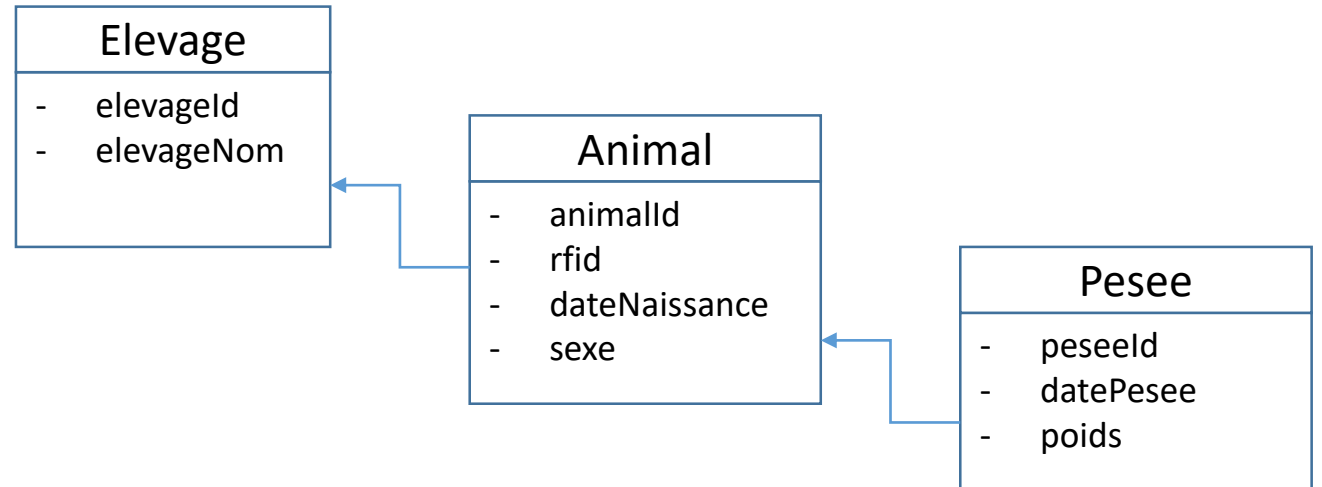 Elevage
- elevageId
- elevageNom
Animal
- animalId
- rfid
- dateNaissance
- sexe
Pesee
- peseeId
- datePesee
- poids